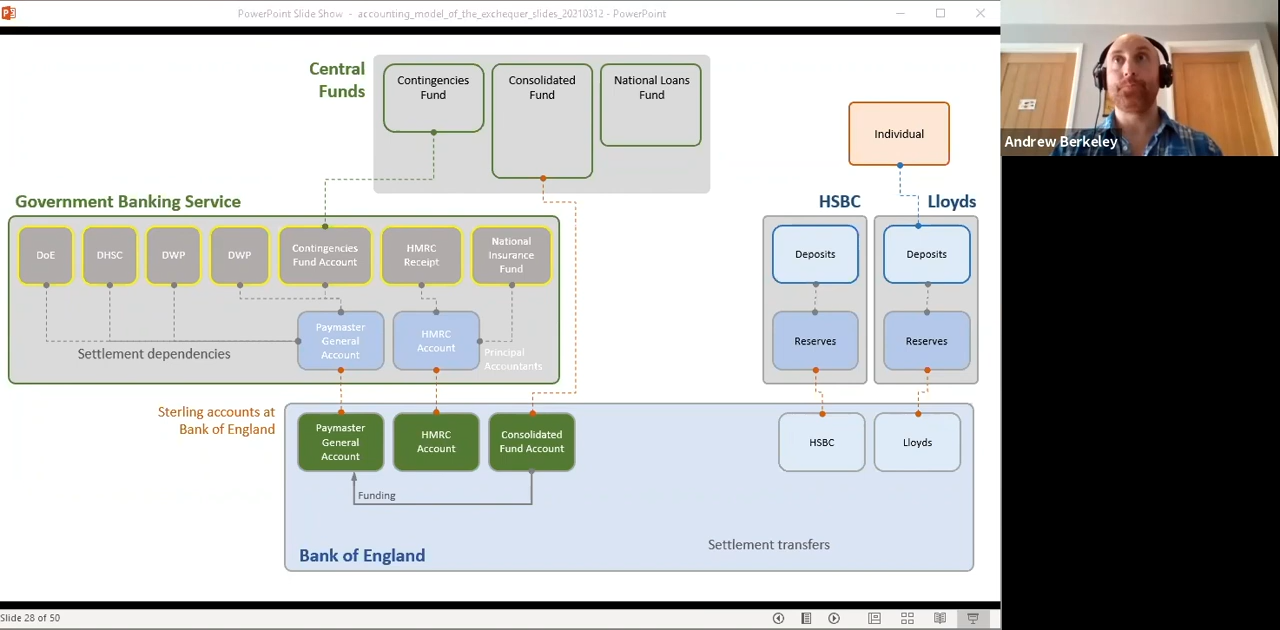 PowerPoint Slide Show - accounting_model_of_the_exchequer_slides_20210312 - PowerPoint
Central
Funds
Contingencies
Fund
Consolidated
Fund
National Loans
Fund
Individual
Government Banking Service
HSBC
Lloyds
DoE
DHSC
DWP
DWP
Contingencies
Fund Account
HMRC
Receipt
National
Insurance
Fund
Deposits
Deposits
Paymaster
General
Account
HMRC
Account
Principal
Accountants
Settlement dependencies
Reserves
Reserves
Sterling accounts at
Bank of England
Paymaster
General
Account
HMRC
Account
Consolidated
Fund Account
HSBC
Lloyds
Funding
Settlement transfers
Bank of England
Slide 28 of 50
Andrew Berkeley